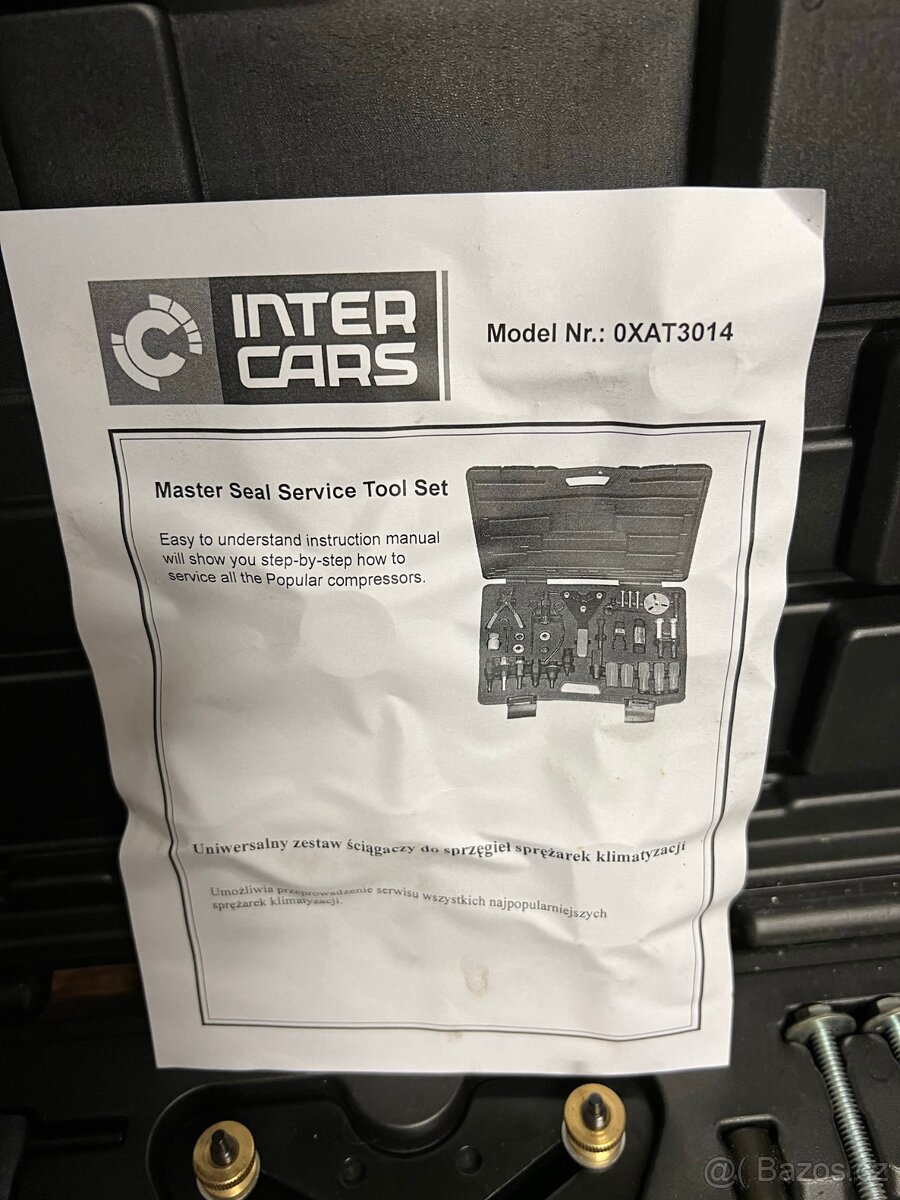 INTER
CARS
Model Nr.: 0XAT3014
Master Seal Service Tool Set
Easy to understand instruction manual
will show you step-by-step how to
service all the Popular compressors.
Uniwersalny zestaw ściągaczy do sprzęgieł sprężarek klimatyzacji
Umożliwia przeprowadzenie serwisu wszystkich najpopularniejszych
sprężarek klimatyzacji.
@( Bazos.cz